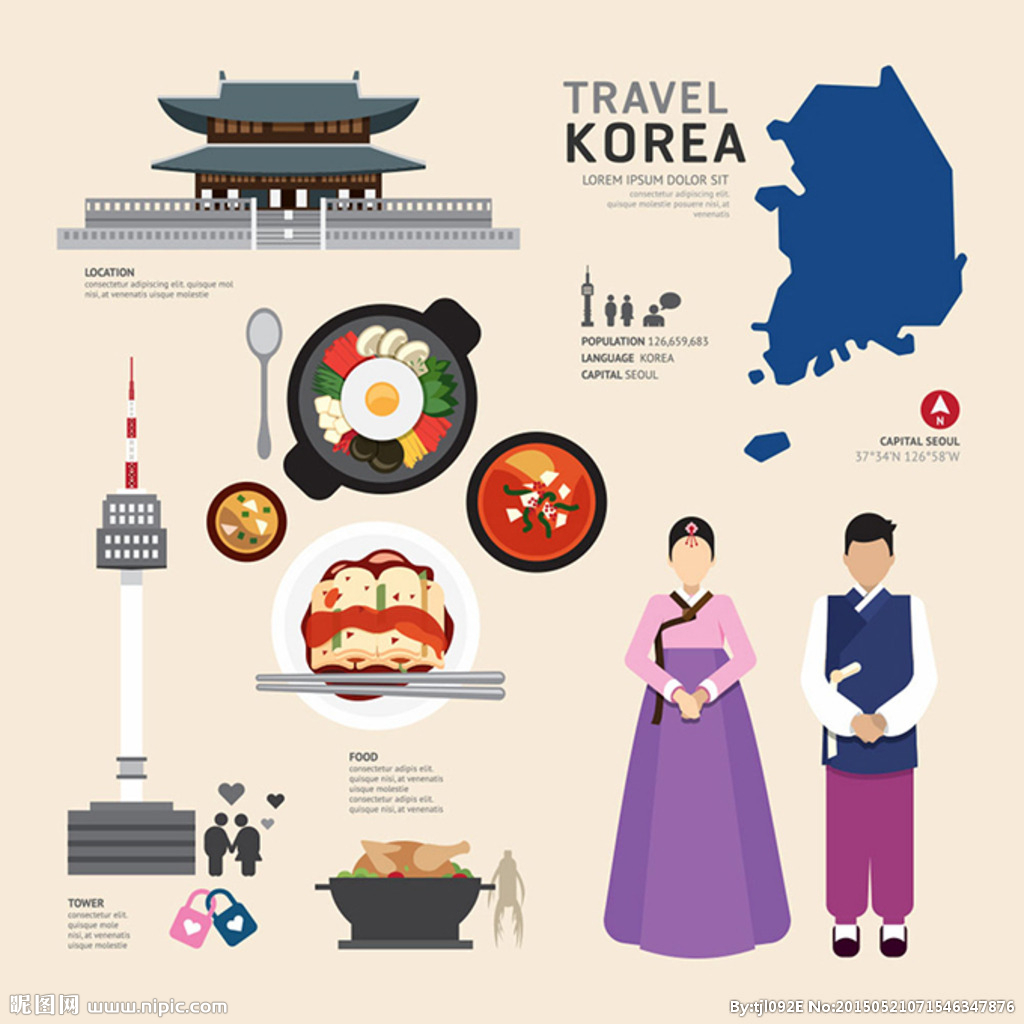 TRAVEL
KOREA
LOREM IPSUM DOLOR SIT
consectetur adipiscing elit.
quisque molestie posuere nisi, at
venenatis
LOCATION
consectetur adipiscing elit. quisque mol
nisi, at venenatis uisque molestie
POPULATION 126,659,683
LANGUAGE KOREA
CAPITAL SEOUL
N
CAPITAL SEOUL
37°34'N 126°58'W
FOOD
consectetur adipis elit.
quisque nisi, at venenatis
uisque molestie
consectetur adipis elit.
quisque nisi, at venenatis
TOWER
consectetur elit.
quisque mole
nisi, at venenatis
uisque molestie
昵图网 www.nipic.com
By:tjl092E No:20150521071546347876